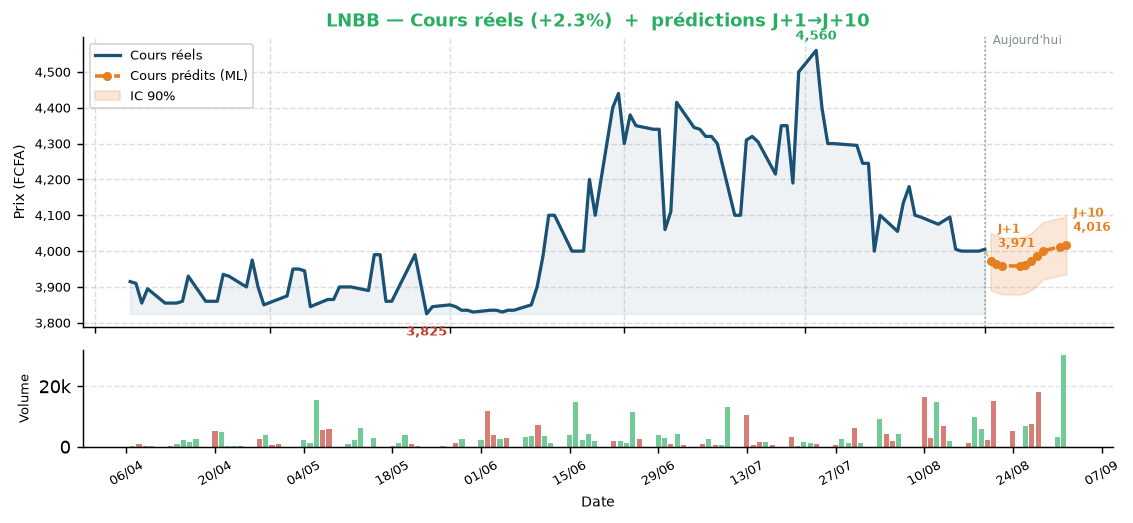 LNBB — Cours réels (+2.3%)  +  prédictions J+1→J+10
4,560
Aujourd'hui
Cours réels
Cours prédits (ML)
IC 90%
4,500
4,400
4,300
4,200
4,100
4,000
3,900
3,800
Prix (FCFA)
J+1
3,971
J+10
4,016
3,825
20k
0
Volume
06/04
20/04
04/05
18/05
01/06
15/06
29/06
13/07
27/07
10/08
24/08
07/09
Date